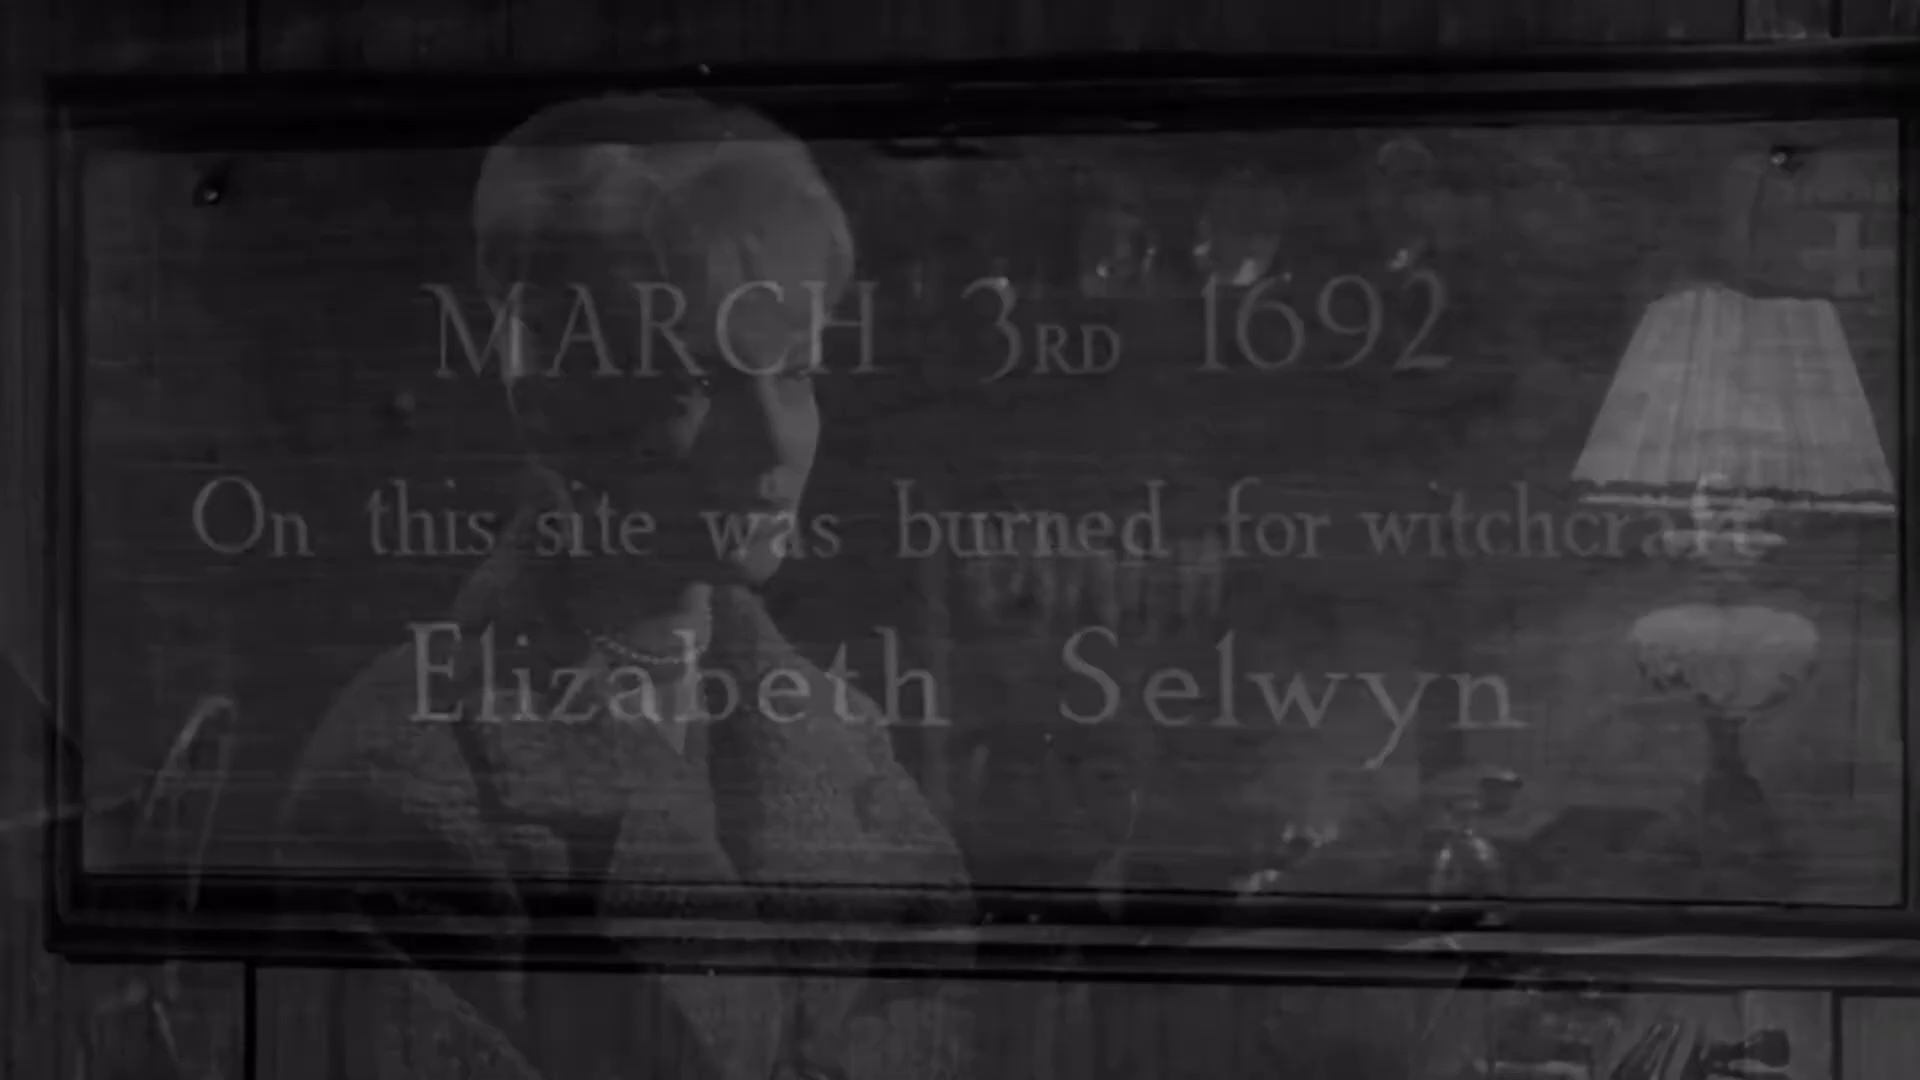 MARCH 3RD 1692
On this site was burned for witchcraft
Elizabeth Selwyn